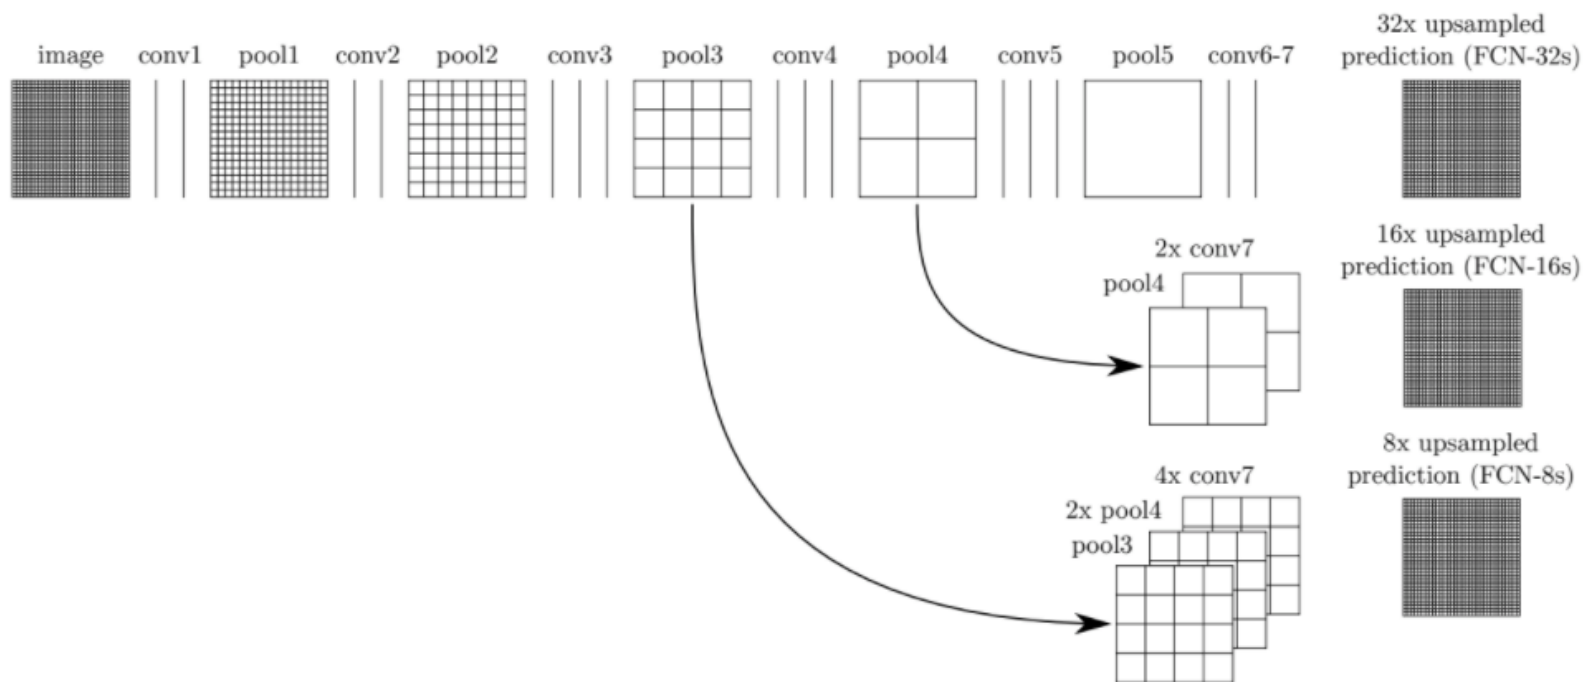 image
conv1
pool1
conv2
pool2
conv3
pool3
conv4
pool4
conv5
pool5
conv6-7
32x upsampled
prediction (FCN-32s)
2x conv7
pool4
16x upsampled
prediction (FCN-16s)
4x conv7
2x pool4
pool3
8x upsampled
prediction (FCN-8s)